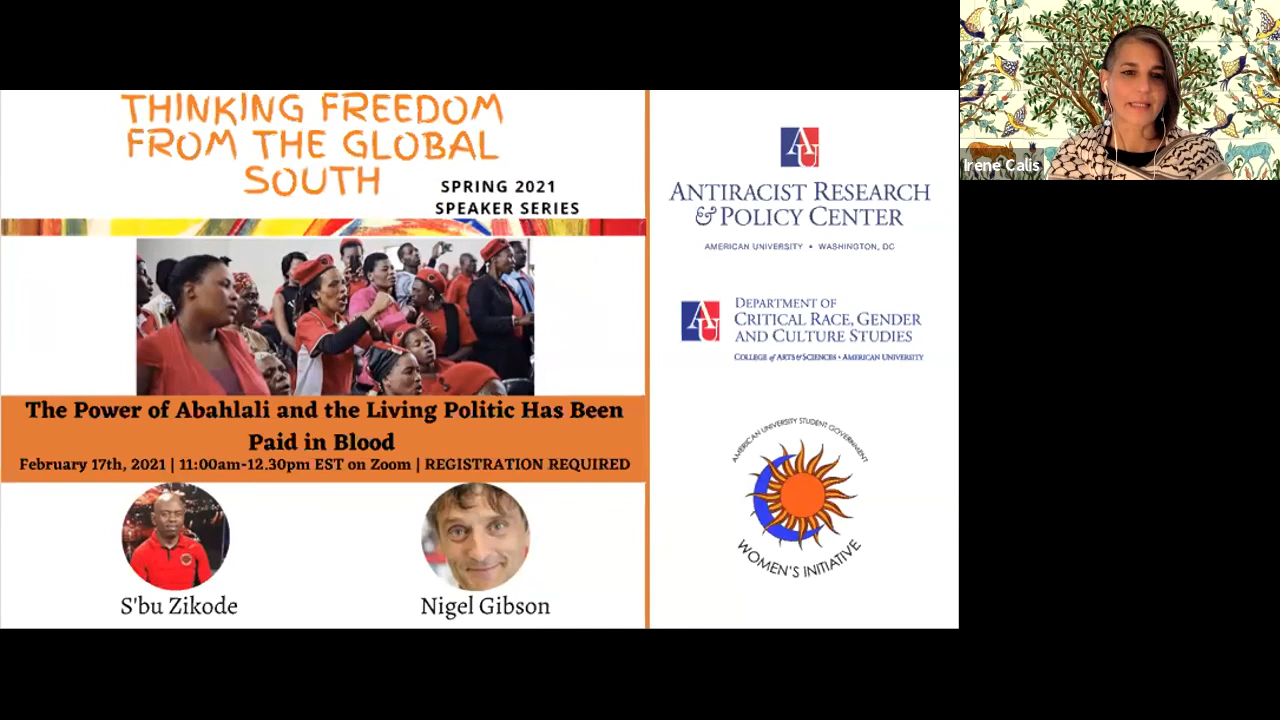 THINKING FREEDOM
FROM THE GLOBAL
SOUTH
SPRING 2021
SPEAKER SERIES
The Power of Abahlali and the Living Politic Has Been
Paid in Blood
February 17th, 2021 | 11:00am-12.30pm EST on Zoom | REGISTRATION REQUIRED
S'bu Zikode
Nigel Gibson
AU
ANTIRACIST RESEARCH
& POLICY CENTER
AMERICAN UNIVERSITY • WASHINGTON, DC
AU
DEPARTMENT OF
CRITICAL RACE, GENDER
AND CULTURE STUDIES
COLLEGE of ARTS & SCIENCES • AMERICAN UNIVERSITY
AMERICAN UNIVERSITY STUDENT GOVERNMENT
WOMEN'S INITIATIVE
Irene Calis